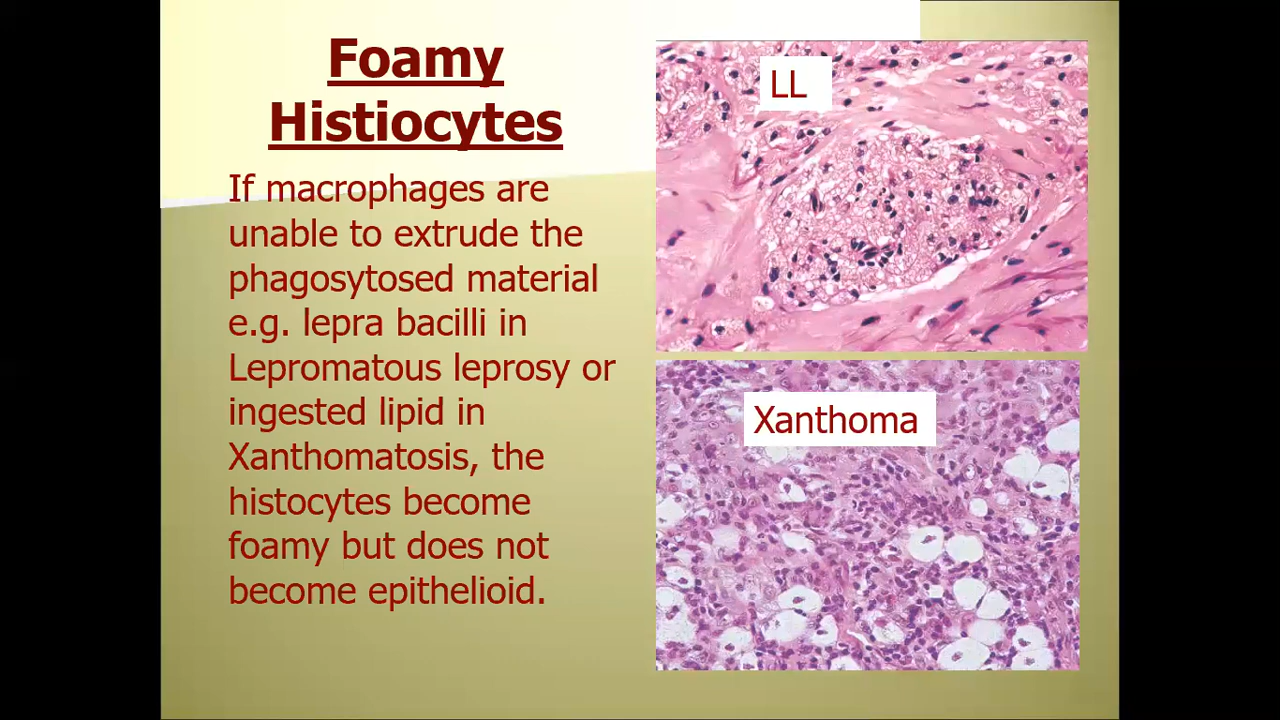 Foamy
Histiocytes
If macrophages are
unable to extrude the
phagosytosed material
e.g. lepra bacilli in
Lepromatous leprosy or
ingested lipid in
Xanthomatosis, the
histocytes become
foamy but does not
become epithelioid.
LL
Xanthoma